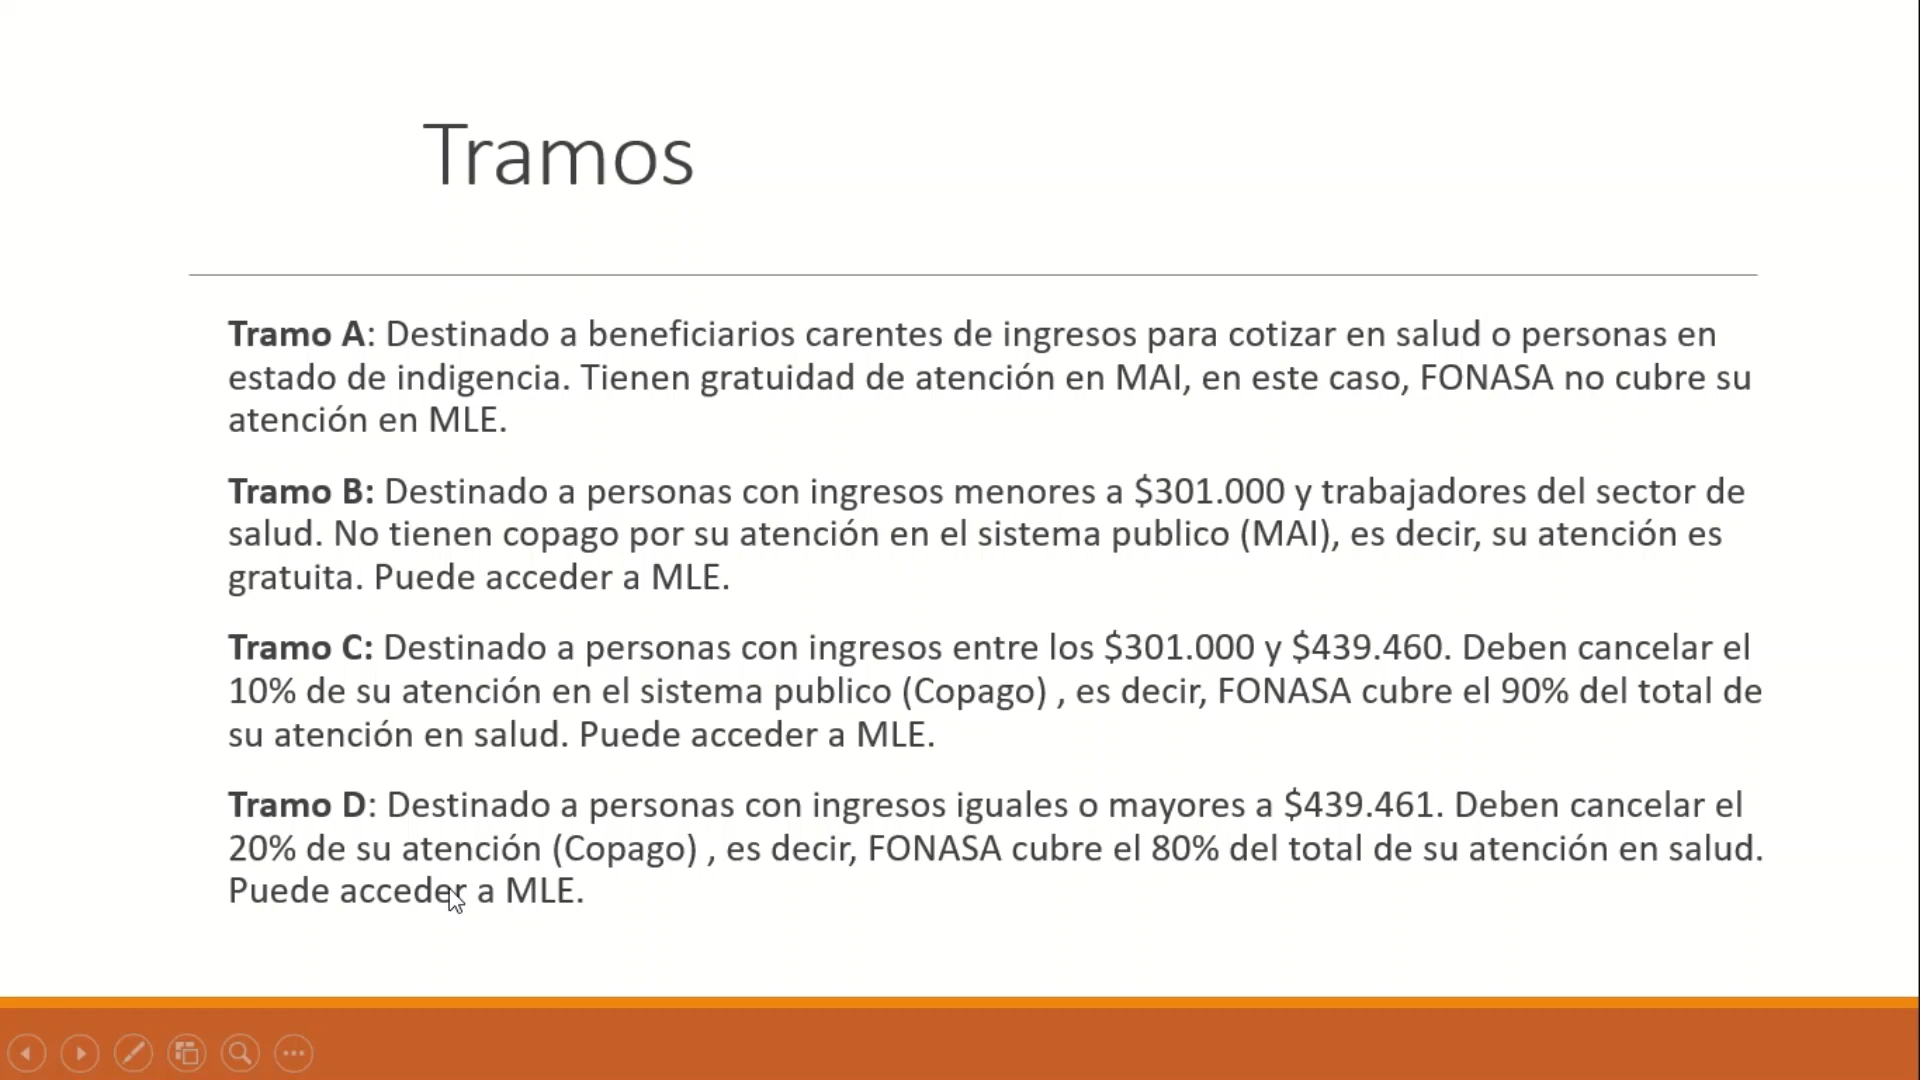 Tramos
Tramo A: Destinado a beneficiarios carentes de ingresos para cotizar en salud o personas en
estado de indigencia. Tienen gratuidad de atención en MAI, en este caso, FONASA no cubre su
atención en MLE.
Tramo B: Destinado a personas con ingresos menores a $301.000 y trabajadores del sector de
salud. No tienen copago por su atención en el sistema publico (MAI), es decir, su atención es
gratuita. Puede acceder a MLE.
Tramo C: Destinado a personas con ingresos entre los $301.000 y $439.460. Deben cancelar el
10% de su atención en el sistema publico (Copago) , es decir, FONASA cubre el 90% del total de
su atención en salud. Puede acceder a MLE.
Tramo D: Destinado a personas con ingresos iguales o mayores a $439.461. Deben cancelar el
20% de su atención (Copago) , es decir, FONASA cubre el 80% del total de su atención en salud.
Puede acceder a MLE.